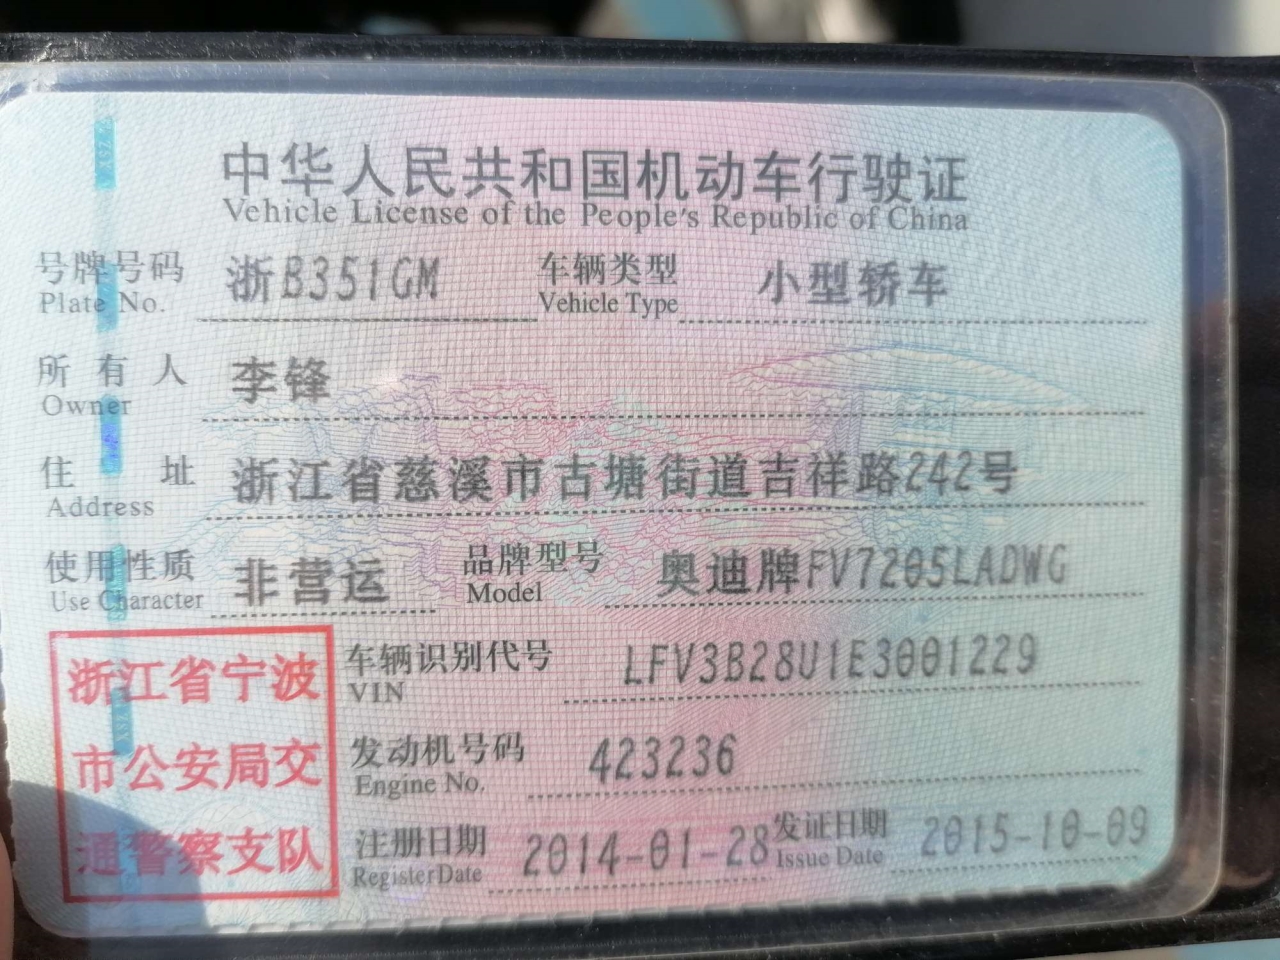 中华人民共和国机动车行驶证
Vehicle License of the People's Republic of China
号牌号码 浙B351GM 车辆类型 小型轿车
Plate No. Vehicle Type
所有人 李锋
Owner
住址 浙江省慈溪市古塘街道吉祥路242号
Address
使用性质 非营运 品牌型号 奥迪牌FV7205LADWG
Use Character Model
浙江省宁波
市公安局交
通警察支队
车辆识别代号 LFV3B28U1E3001229
VIN
发动机号码 423236
Engine No.
注册日期 2014-01-28 发证日期 2015-10-09
Register Date Issue Date